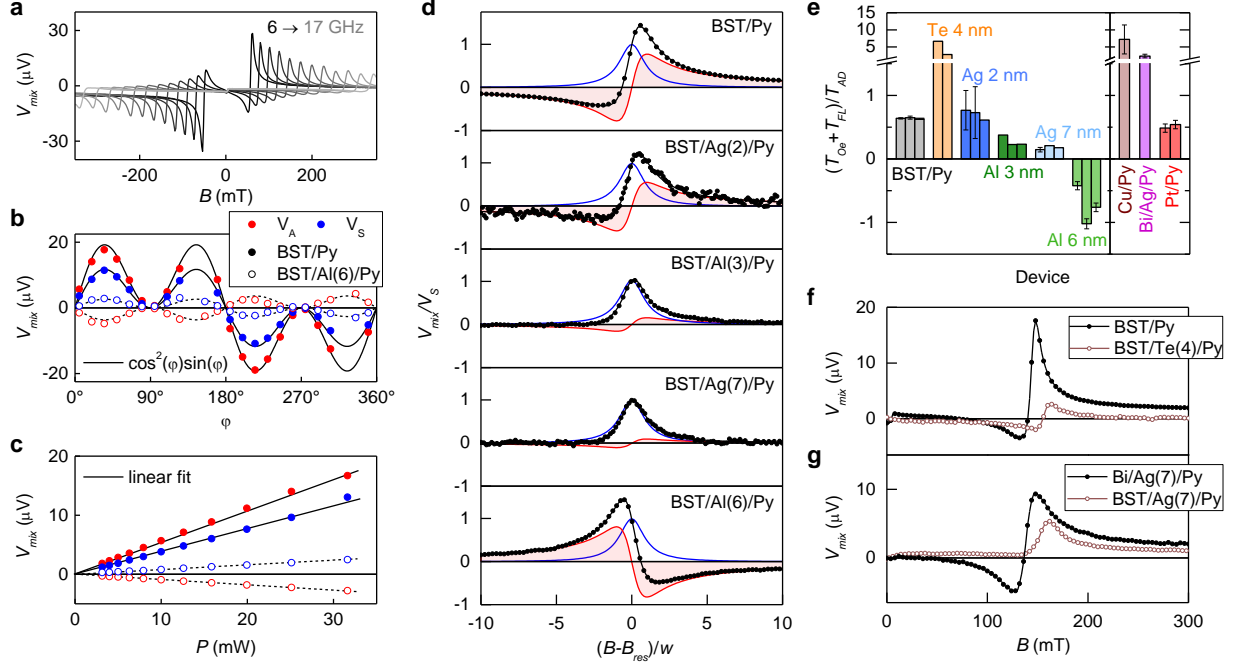 a
6 → 17 GHz
30
0
-30
V_mix (μV)
-200
0
200
B (mT)
b
V_A
V_S
BST/Py
BST/Al(6)/Py
20
0
-20
V_mix (μV)
cos²(φ)sin(φ)
0°
90°
180°
270°
360°
φ
c
linear fit
20
10
0
V_mix (μV)
0
10
20
30
P (mW)
d
BST/Py
1
0
1
BST/Ag(2)/Py
1
0
1
BST/Al(3)/Py
1
0
1
BST/Ag(7)/Py
1
0
1
BST/Al(6)/Py
1
0
-1
V_mix/V_S
-10
-5
0
5
10
(B-B_res)/w
e
15
10
5
1
0
-1
(T_Oe + T_FL)/T_AD
Te 4 nm
Ag 2 nm
Ag 7 nm
BST/Py
Al 3 nm
Al 6 nm
Cu/Py
Bi/Ag/Py
Pt/Py
Device
f
BST/Py
BST/Te(4)/Py
20
10
0
V_mix (μV)
g
Bi/Ag(7)/Py
BST/Ag(7)/Py
10
0
V_mix (μV)
0
100
200
300
B (mT)